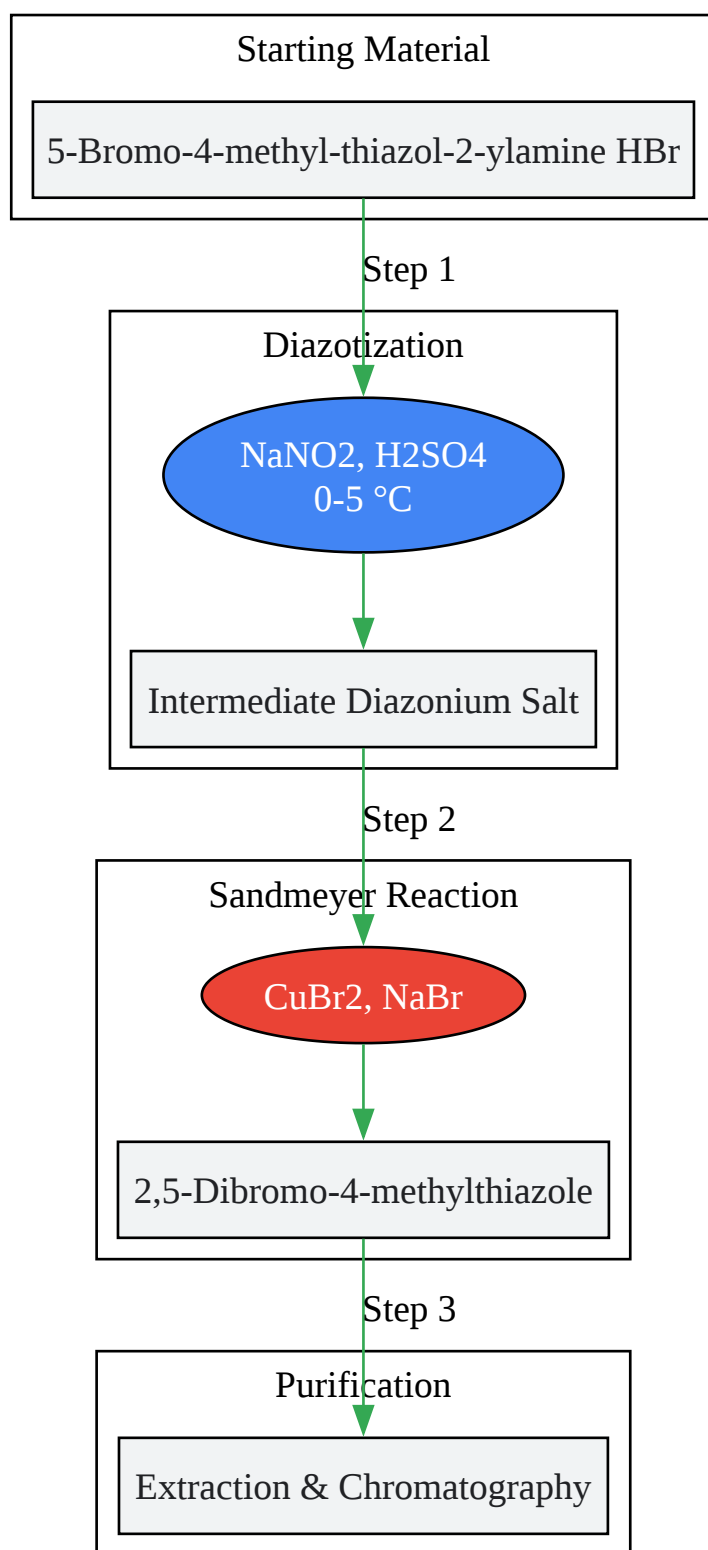 Starting Material
5-Bromo-4-methyl-thiazol-2-ylamine HBr
Step 1
Diazotization
NaNO2, H2SO4
0-5 °C
Intermediate Diazonium Salt
Step 2
Sandmeyer Reaction
CuBr2, NaBr
2,5-Dibromo-4-methylthiazole
Step 3
Purification
Extraction & Chromatography